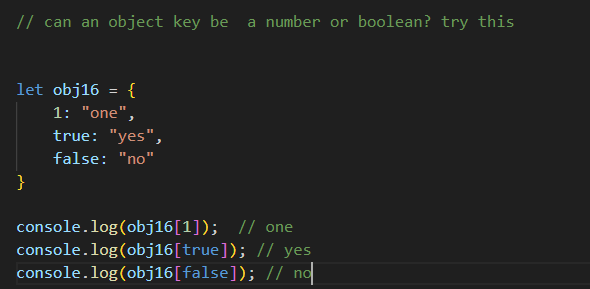 // can an object key be  a number or boolean? try this
let obj16 = {
    1: "one",
    true: "yes",
    false: "no"
}
console.log(obj16[1]);  // one
console.log(obj16[true]); // yes
console.log(obj16[false]); // no